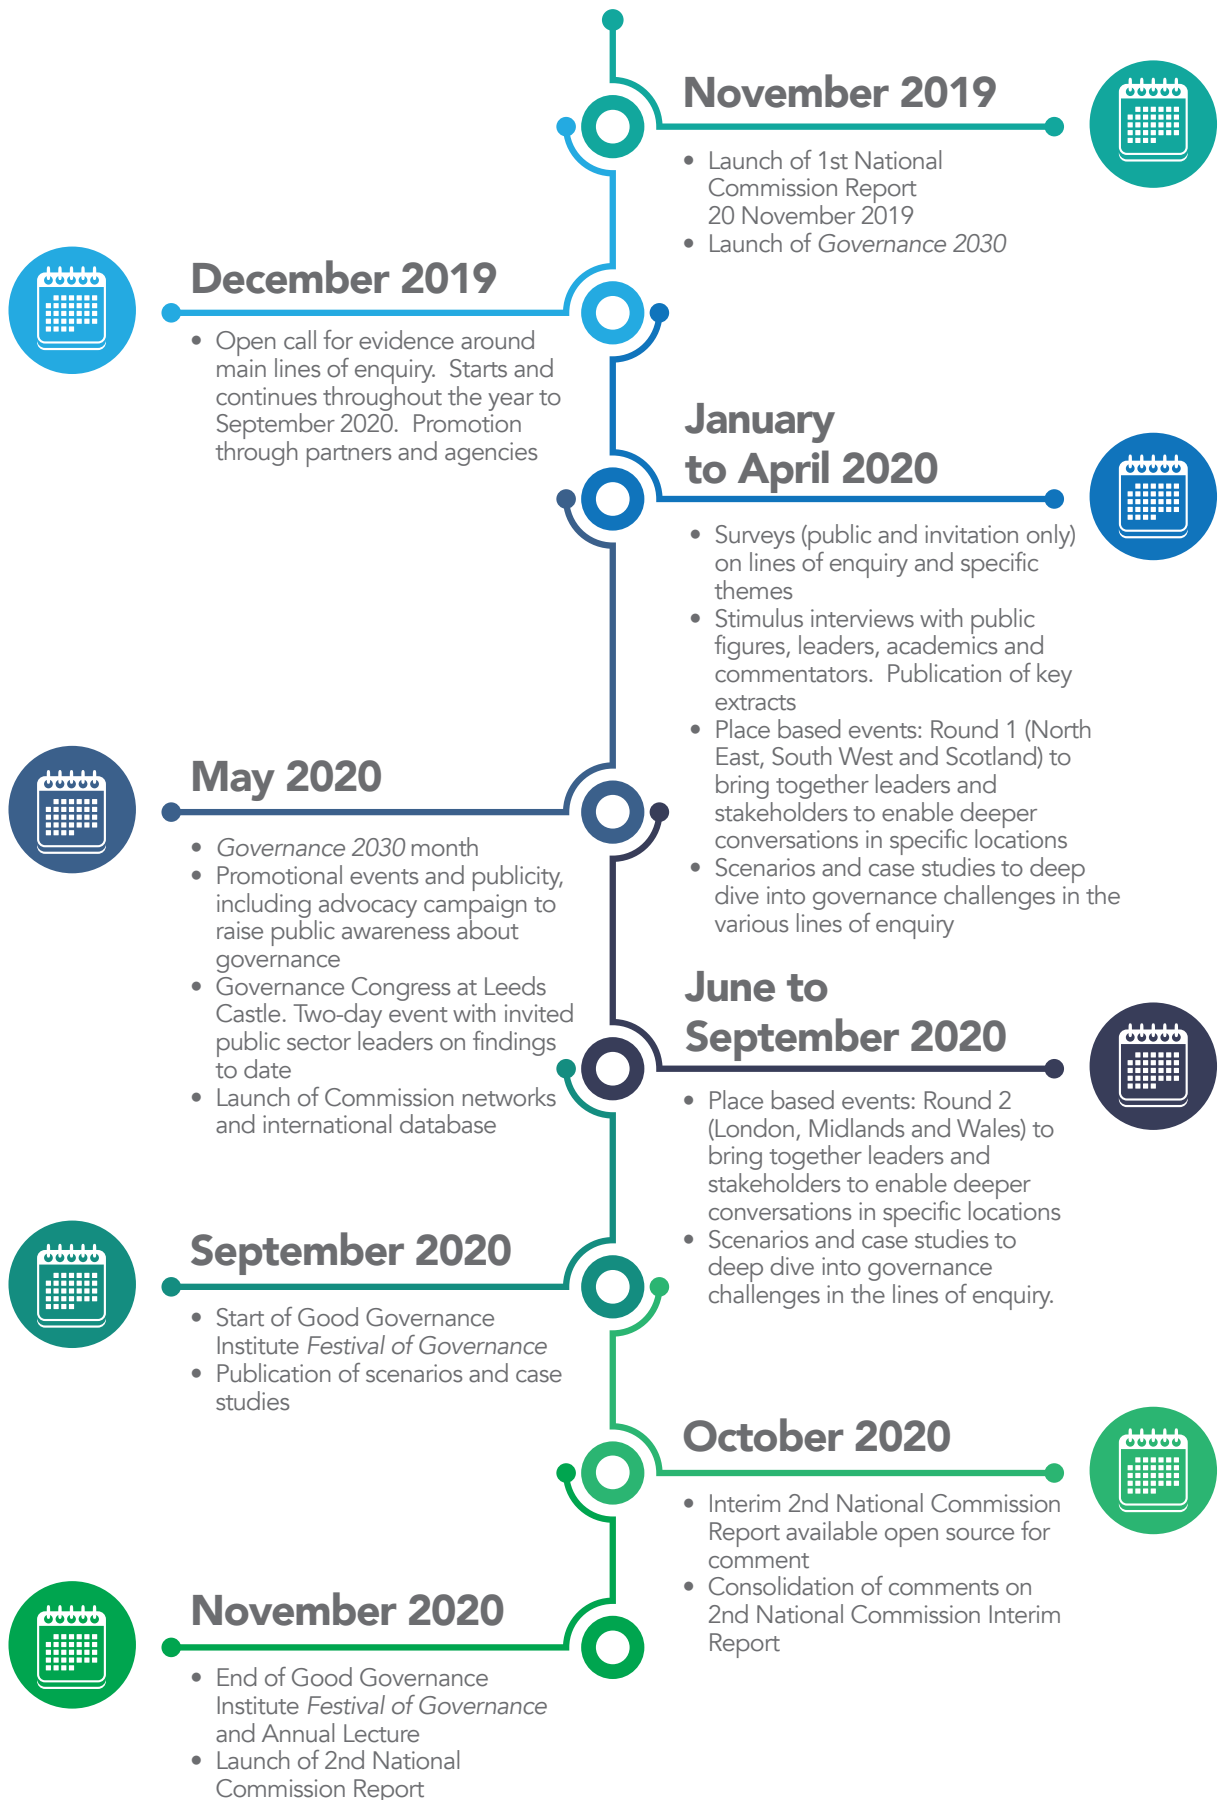 November 2019
• Launch of 1st National
Commission Report
20 November 2019
• Launch of Governance 2030
December 2019
• Open call for evidence around
main lines of enquiry.  Starts and
continues throughout the year to
September 2020.  Promotion
through partners and agencies
January
to April 2020
• Surveys (public and invitation only)
on lines of enquiry and specific
themes
• Stimulus interviews with public
figures, leaders, academics and
commentators.  Publication of key
extracts
• Place based events: Round 1 (North
East, South West and Scotland) to
bring together leaders and
stakeholders to enable deeper
conversations in specific locations
• Scenarios and case studies to deep
dive into governance challenges in the
various lines of enquiry
May 2020
• Governance 2030 month
• Promotional events and publicity,
including advocacy campaign to
raise public awareness about
governance
• Governance Congress at Leeds
Castle. Two-day event with invited
public sector leaders on findings
to date
• Launch of Commission networks
and international database
June to
September 2020
• Place based events: Round 2
(London, Midlands and Wales) to
bring together leaders and
stakeholders to enable deeper
conversations in specific locations
• Scenarios and case studies to
deep dive into governance
challenges in the lines of enquiry.
September 2020
• Start of Good Governance
Institute Festival of Governance
• Publication of scenarios and case
studies
October 2020
• Interim 2nd National Commission
Report available open source for
comment
• Consolidation of comments on
2nd National Commission Interim
Report
November 2020
• End of Good Governance
Institute Festival of Governance
and Annual Lecture
• Launch of 2nd National
Commission Report